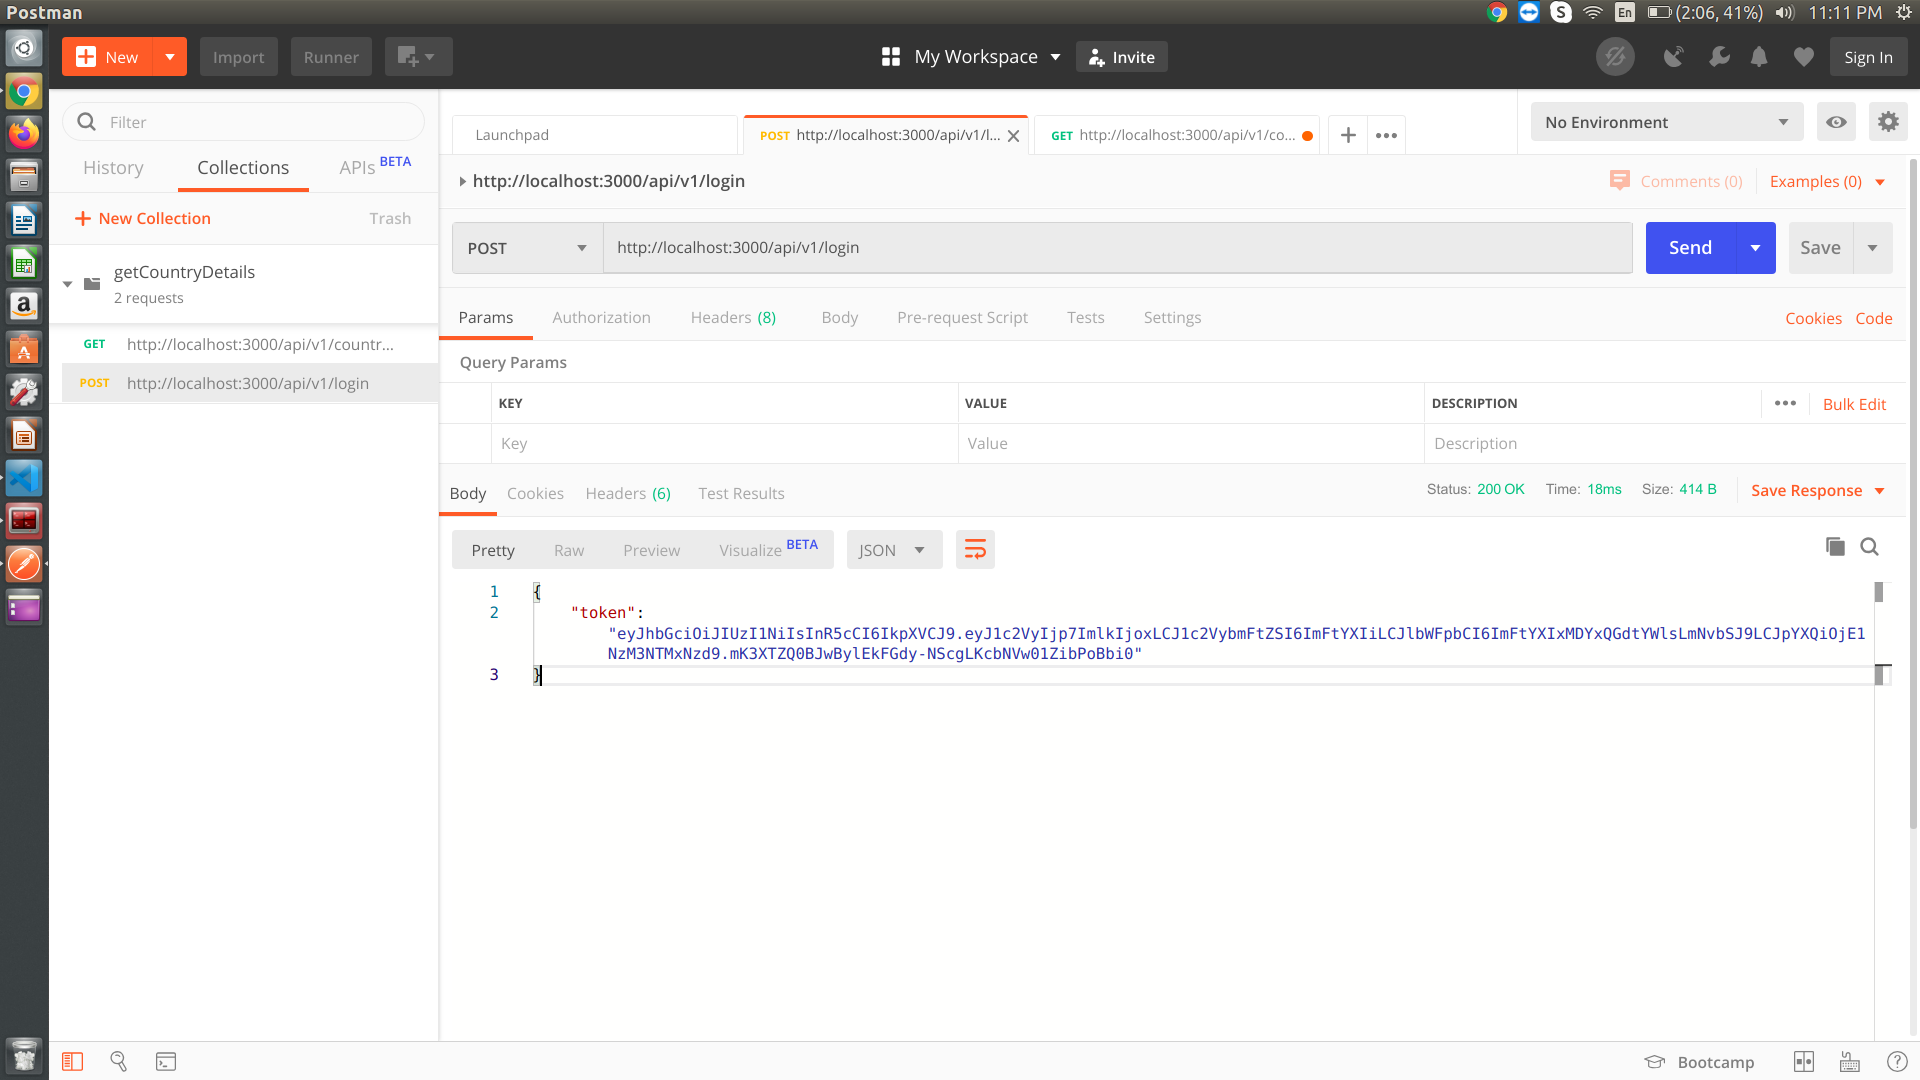 Postman
En (2:06, 41%) 11:11 PM
New Import Runner My Workspace Invite Sign In
Filter
History Collections APIs BETA
New Collection Trash
getCountryDetails
2 requests
GET http://localhost:3000/api/v1/countr...
POST http://localhost:3000/api/v1/login
Launchpad POST http://localhost:3000/api/v1/l... GET http://localhost:3000/api/v1/co... No Environment
http://localhost:3000/api/v1/login Comments (0) Examples (0)
POST http://localhost:3000/api/v1/login Send Save
Params Authorization Headers (8) Body Pre-request Script Tests Settings Cookies Code
Query Params
KEY VALUE DESCRIPTION Bulk Edit
Key Value Description
Body Cookies Headers (6) Test Results Status: 200 OK Time: 18ms Size: 414 B Save Response
Pretty Raw Preview Visualize BETA JSON
1 {
2 "token":
"eyJhbGciOiJIUzI1NiIsInR5cCI6IkpXVCJ9.eyJ1c2VyIjp7ImlkIjoxLCJ1c2VybmFtZSI6ImFtYXIiLCJlbWFpbCI6ImFtYXIxMDYxQGdtYWlsLmNvbSJ9LCJpYXQiOjE1
NzM3NTMxNzd9.mK3XTZQ0BJwBylEkFGdy-NScgLKcbNVw01ZibPoBbi0"
3 }
Bootcamp